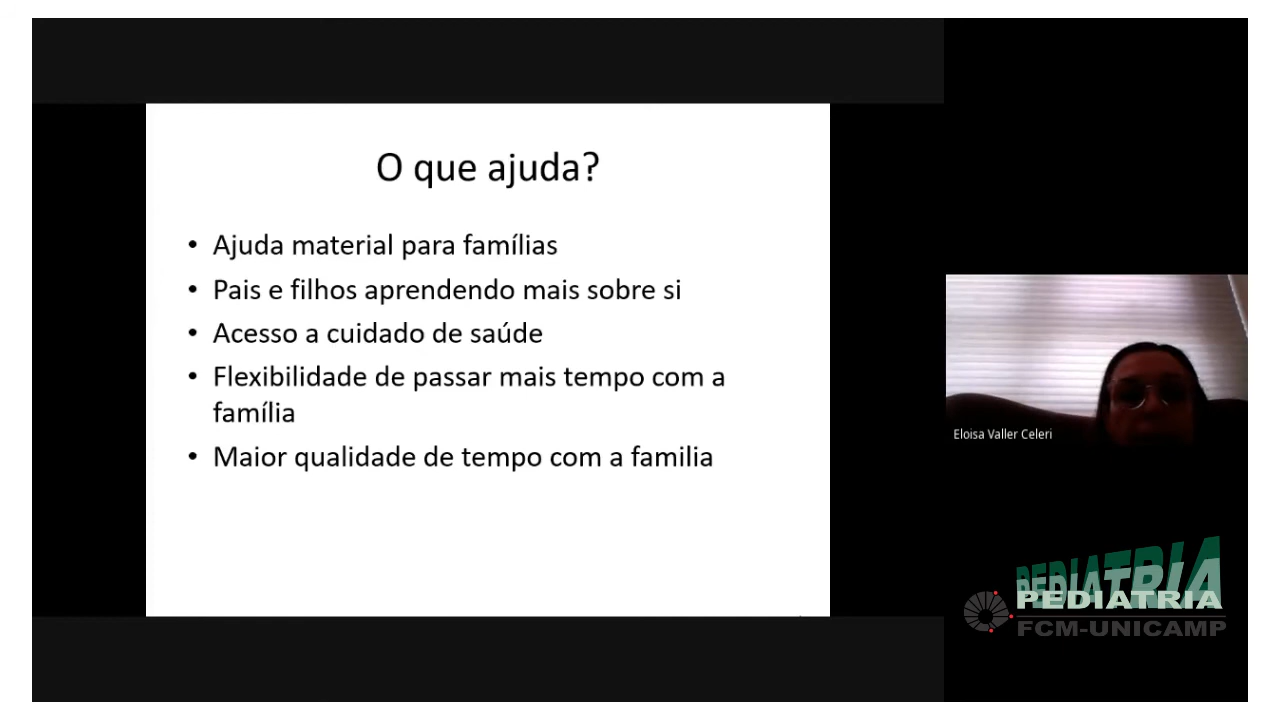 O que ajuda?
• Ajuda material para famílias
• Pais e filhos aprendendo mais sobre si
• Acesso a cuidado de saúde
• Flexibilidade de passar mais tempo com a
família
• Maior qualidade de tempo com a familia
Eloisa Valler Celeri
PEDIATRIA
PEDIATRIA
FCM-UNICAMP